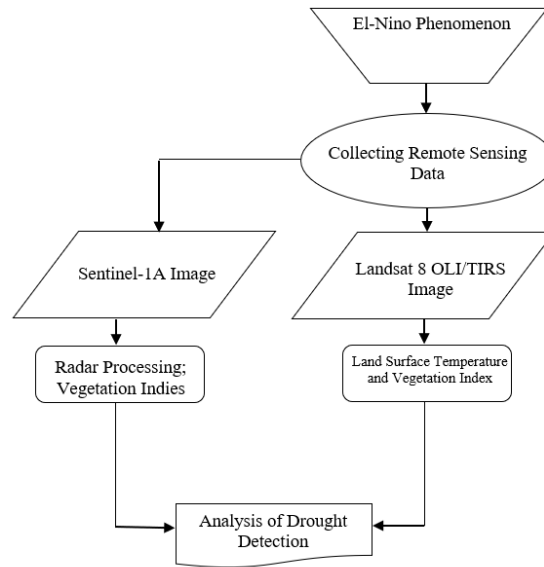 El-Nino Phenomenon
Collecting Remote Sensing
Data
Sentinel-1A Image
Landsat 8 OLI/TIRS
Image
Radar Processing;
Vegetation Indies
Land Surface Temperature
and Vegetation Index
Analysis of Drought
Detection